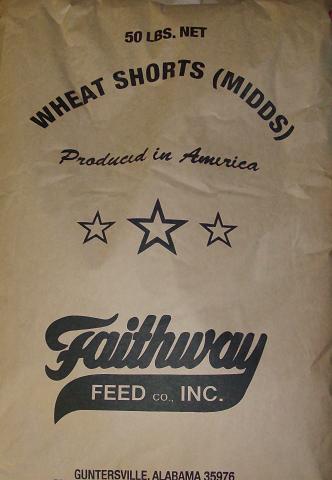 50 LBS. NET
WHEAT SHORTS (MIDDS)
Produced in America
Faithway
FEED CO., INC.
GUNTERSVILLE, ALABAMA 35976